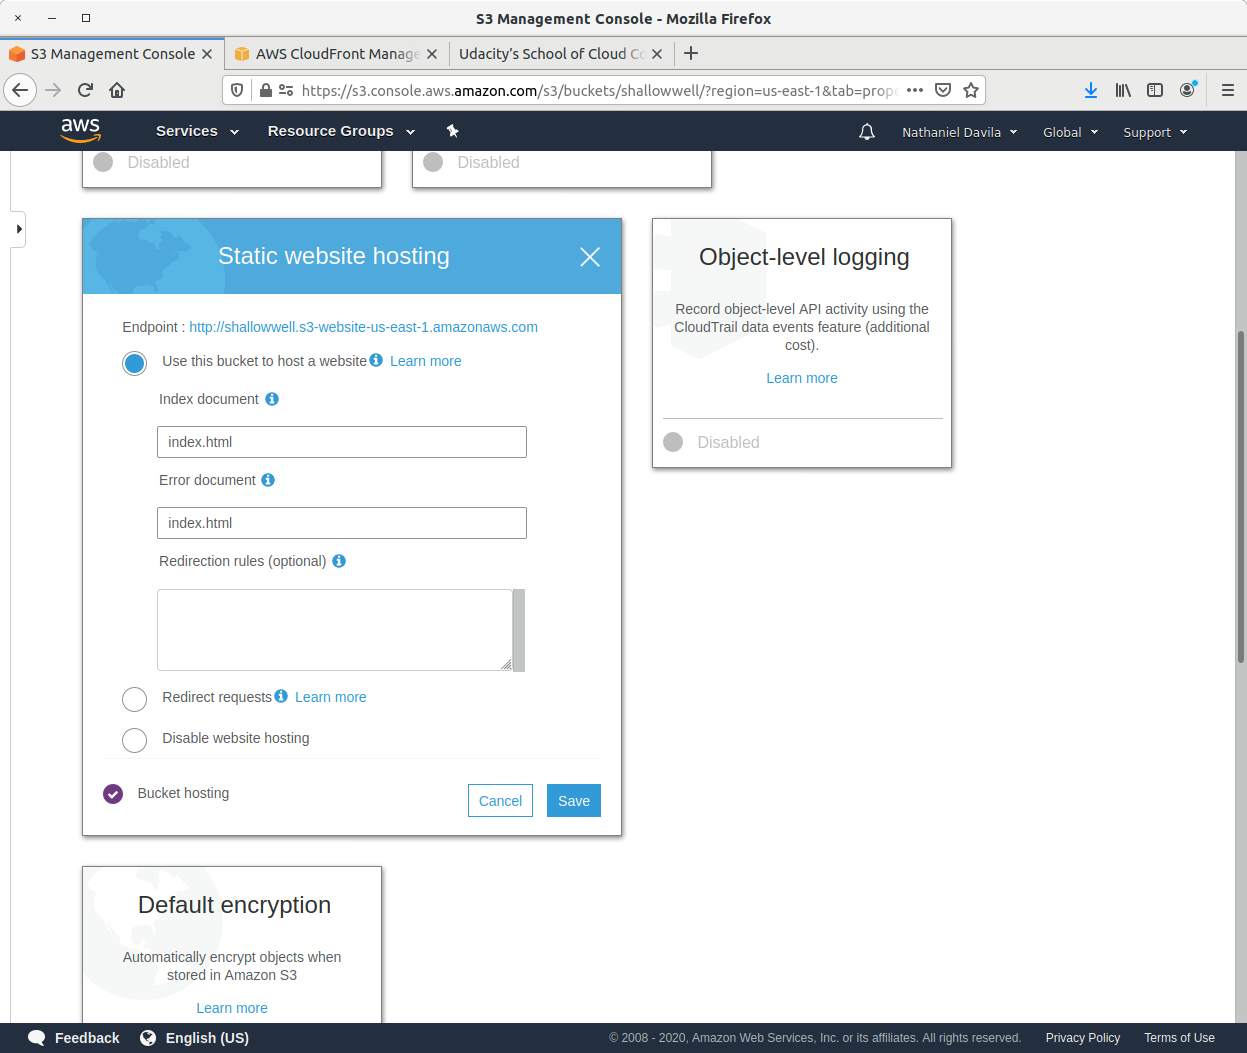 S3 Management Console - Mozilla Firefox
S3 Management Console
AWS CloudFront Manage
Udacity's School of Cloud Co
https://s3.console.aws.amazon.com/s3/buckets/shallowwell/?region=us-east-1&tab=prope
aws
Services
Resource Groups
Nathaniel Davila
Global
Support
Disabled
Disabled
Static website hosting
Endpoint : http://shallowwell.s3-website-us-east-1.amazonaws.com
Use this bucket to host a website Learn more
Index document
index.html
Error document
index.html
Redirection rules (optional)
Redirect requests Learn more
Disable website hosting
Bucket hosting
Cancel
Save
Object-level logging
Record object-level API activity using the
CloudTrail data events feature (additional
cost).
Learn more
Disabled
Default encryption
Automatically encrypt objects when
stored in Amazon S3
Learn more
Feedback
English (US)
© 2008 - 2020, Amazon Web Services, Inc. or its affiliates. All rights reserved.
Privacy Policy
Terms of Use